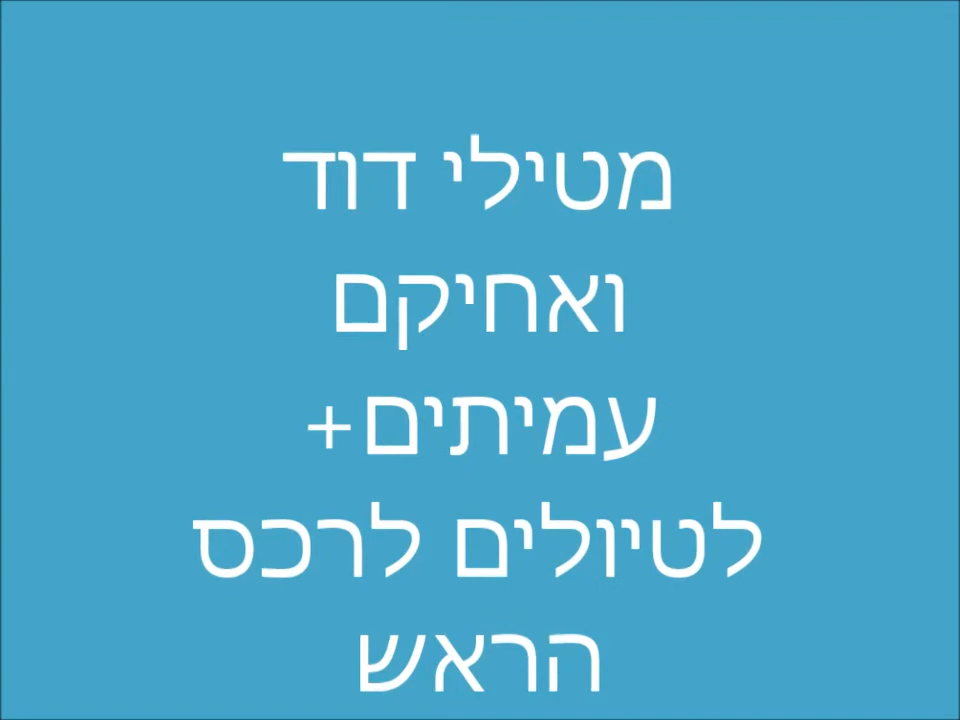 מטילי דוד
ואחיקם
עמיתים+
לטיולים לרכס
הראש